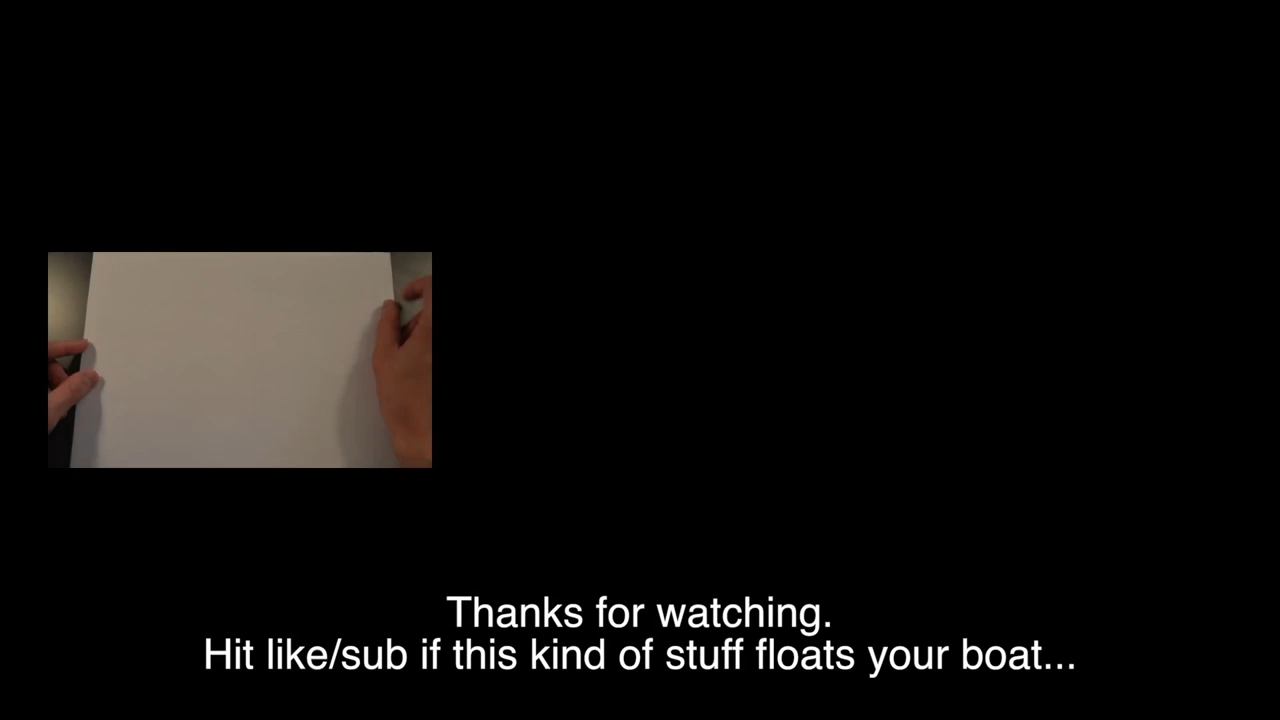 Thanks for watching.
Hit like/sub if this kind of stuff floats your boat...